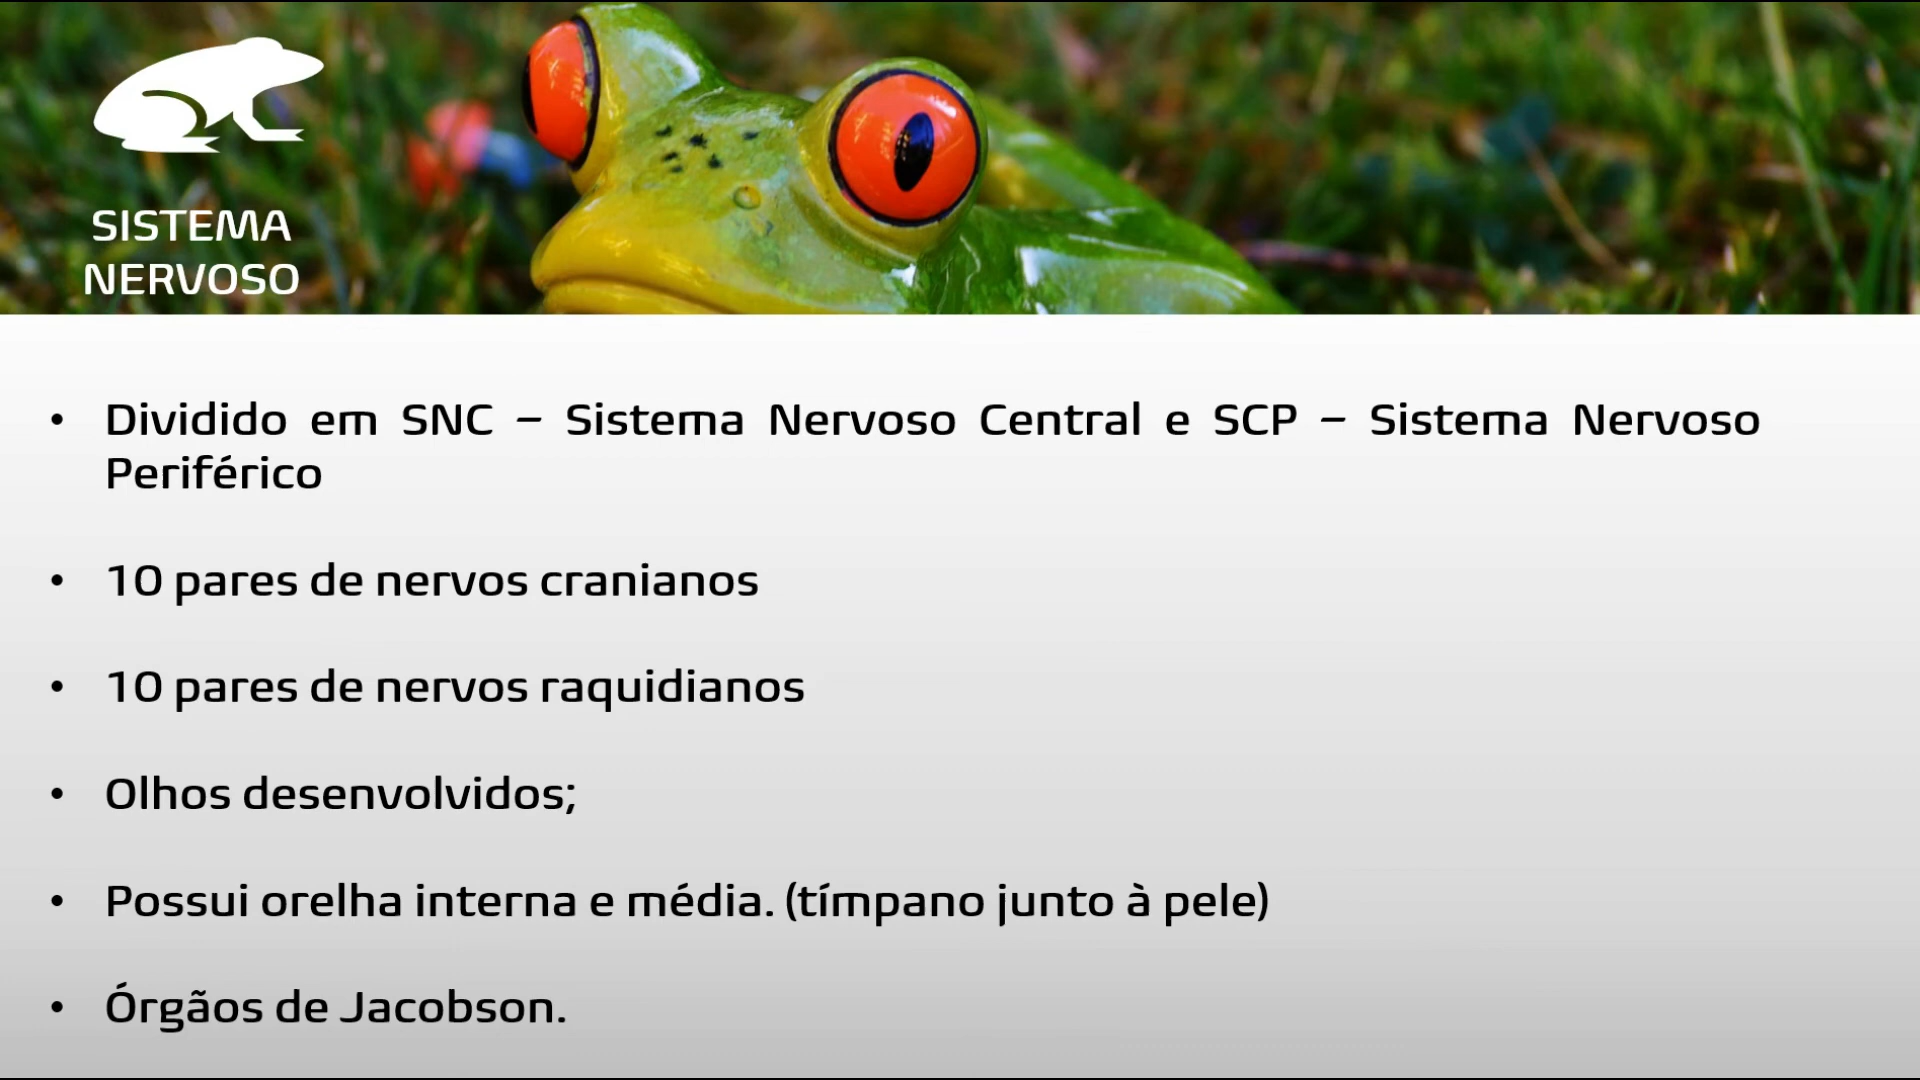 SISTEMA
NERVOSO
• Dividido em SNC – Sistema Nervoso Central e SCP – Sistema Nervoso
Periférico
• 10 pares de nervos cranianos
• 10 pares de nervos raquidianos
• Olhos desenvolvidos;
• Possui orelha interna e média. (tímpano junto à pele)
• Órgãos de Jacobson.